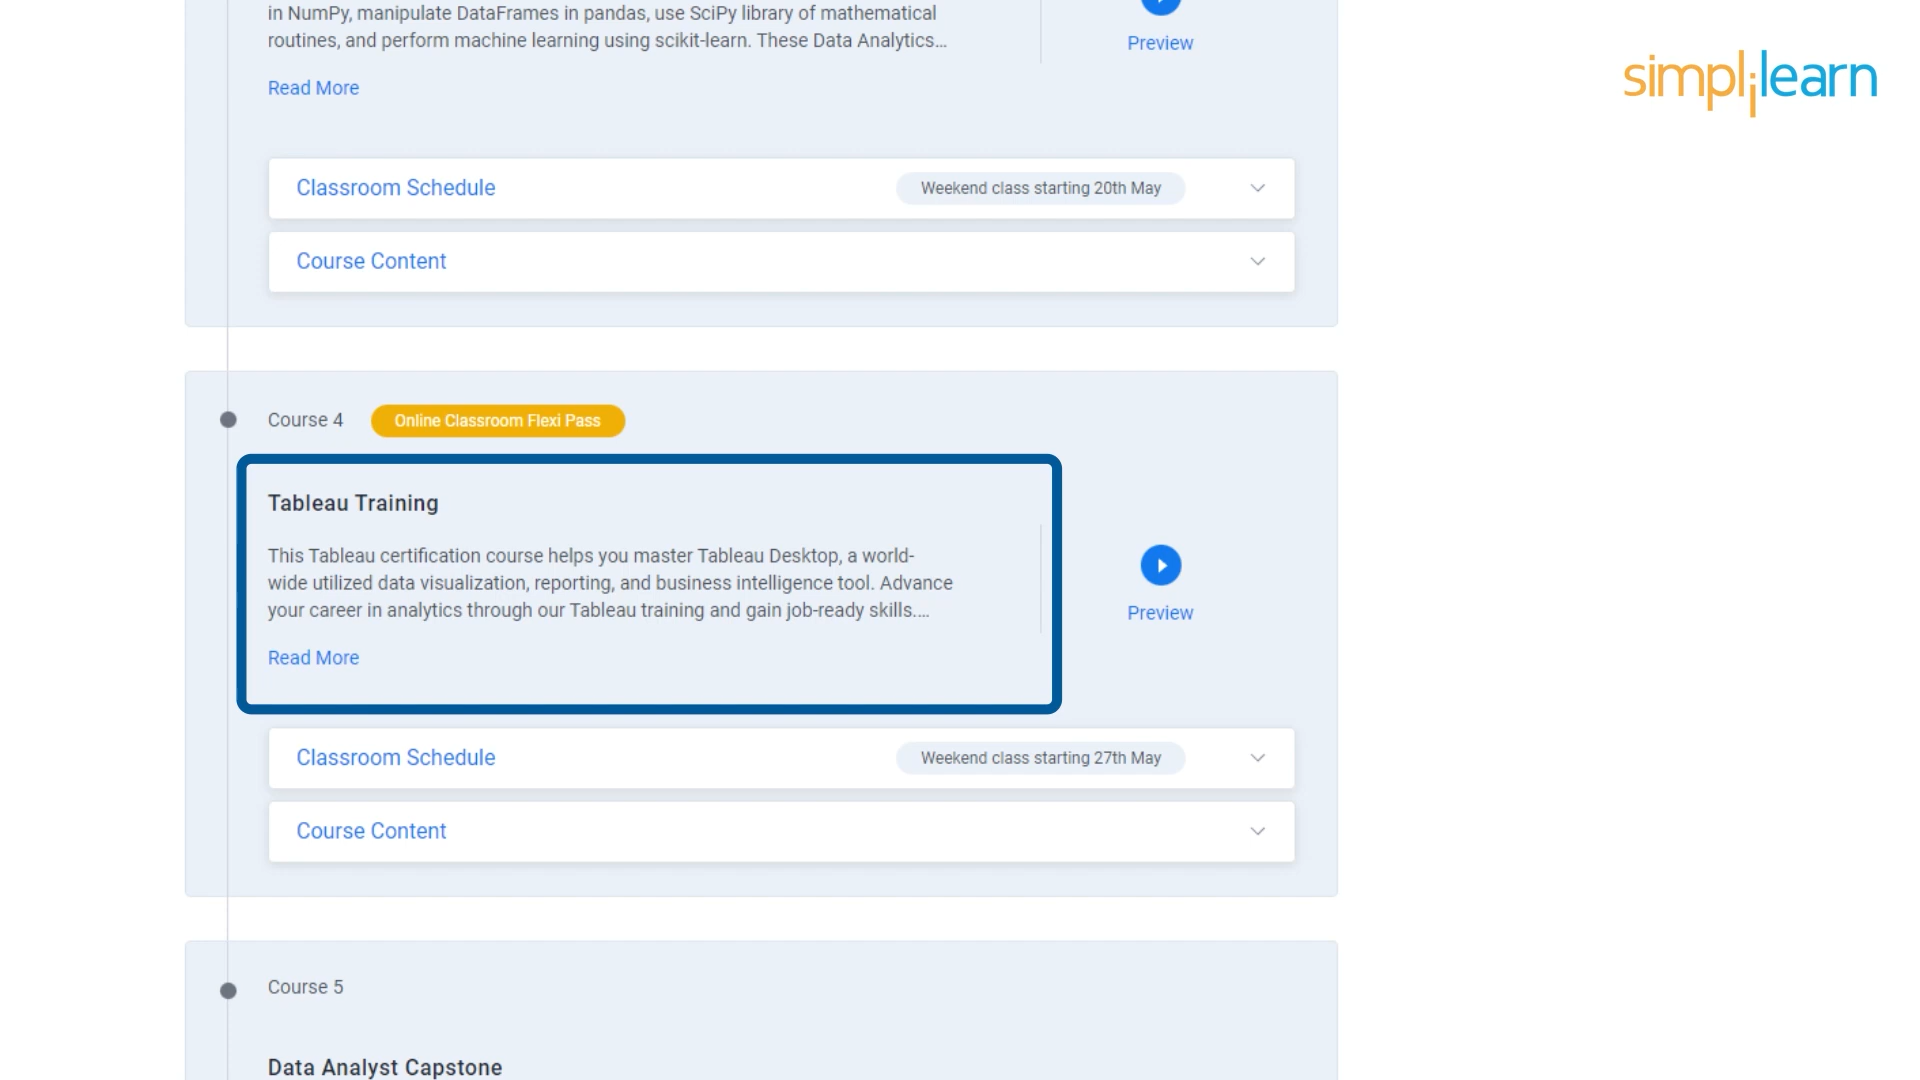 in NumPy, manipulate DataFrames in pandas, use SciPy library of mathematical
routines, and perform machine learning using scikit-learn. These Data Analytics...
Preview
Read More
simplilearn
Classroom Schedule
Weekend class starting 20th May
Course Content
Course 4
Online Classroom Flexi Pass
Tableau Training
This Tableau certification course helps you master Tableau Desktop, a world-
wide utilized data visualization, reporting, and business intelligence tool. Advance
your career in analytics through our Tableau training and gain job-ready skills....
Preview
Read More
Classroom Schedule
Weekend class starting 27th May
Course Content
Course 5
Data Analyst Capstone